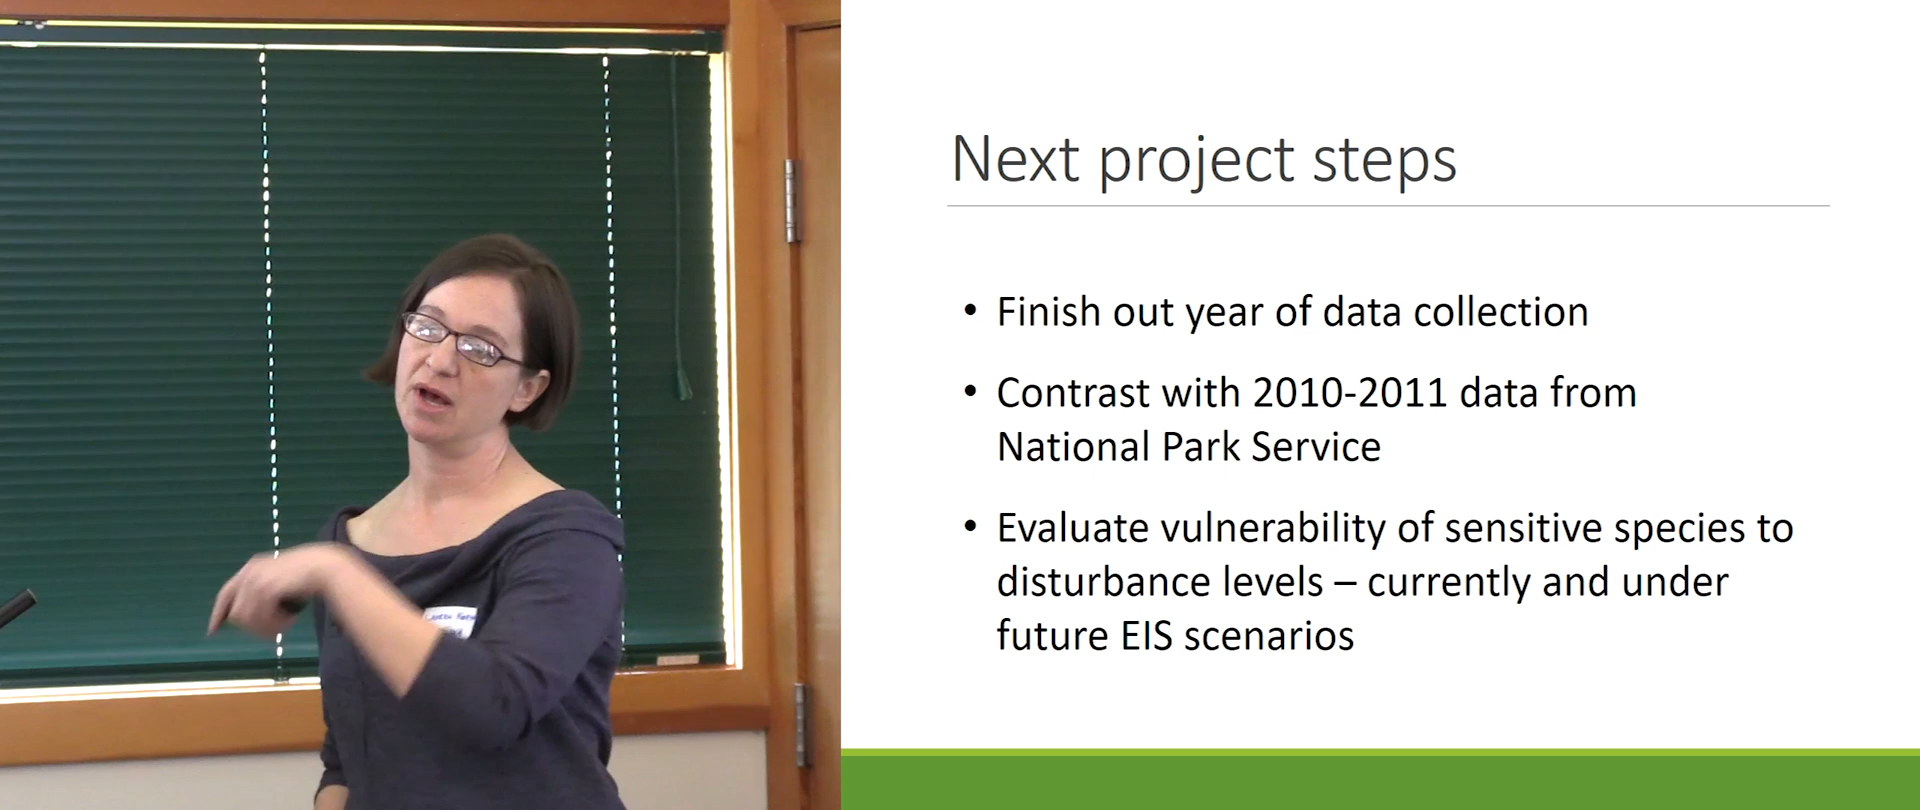 Next project steps
• Finish out year of data collection
• Contrast with 2010-2011 data from
National Park Service
• Evaluate vulnerability of sensitive species to
disturbance levels – currently and under
future EIS scenarios